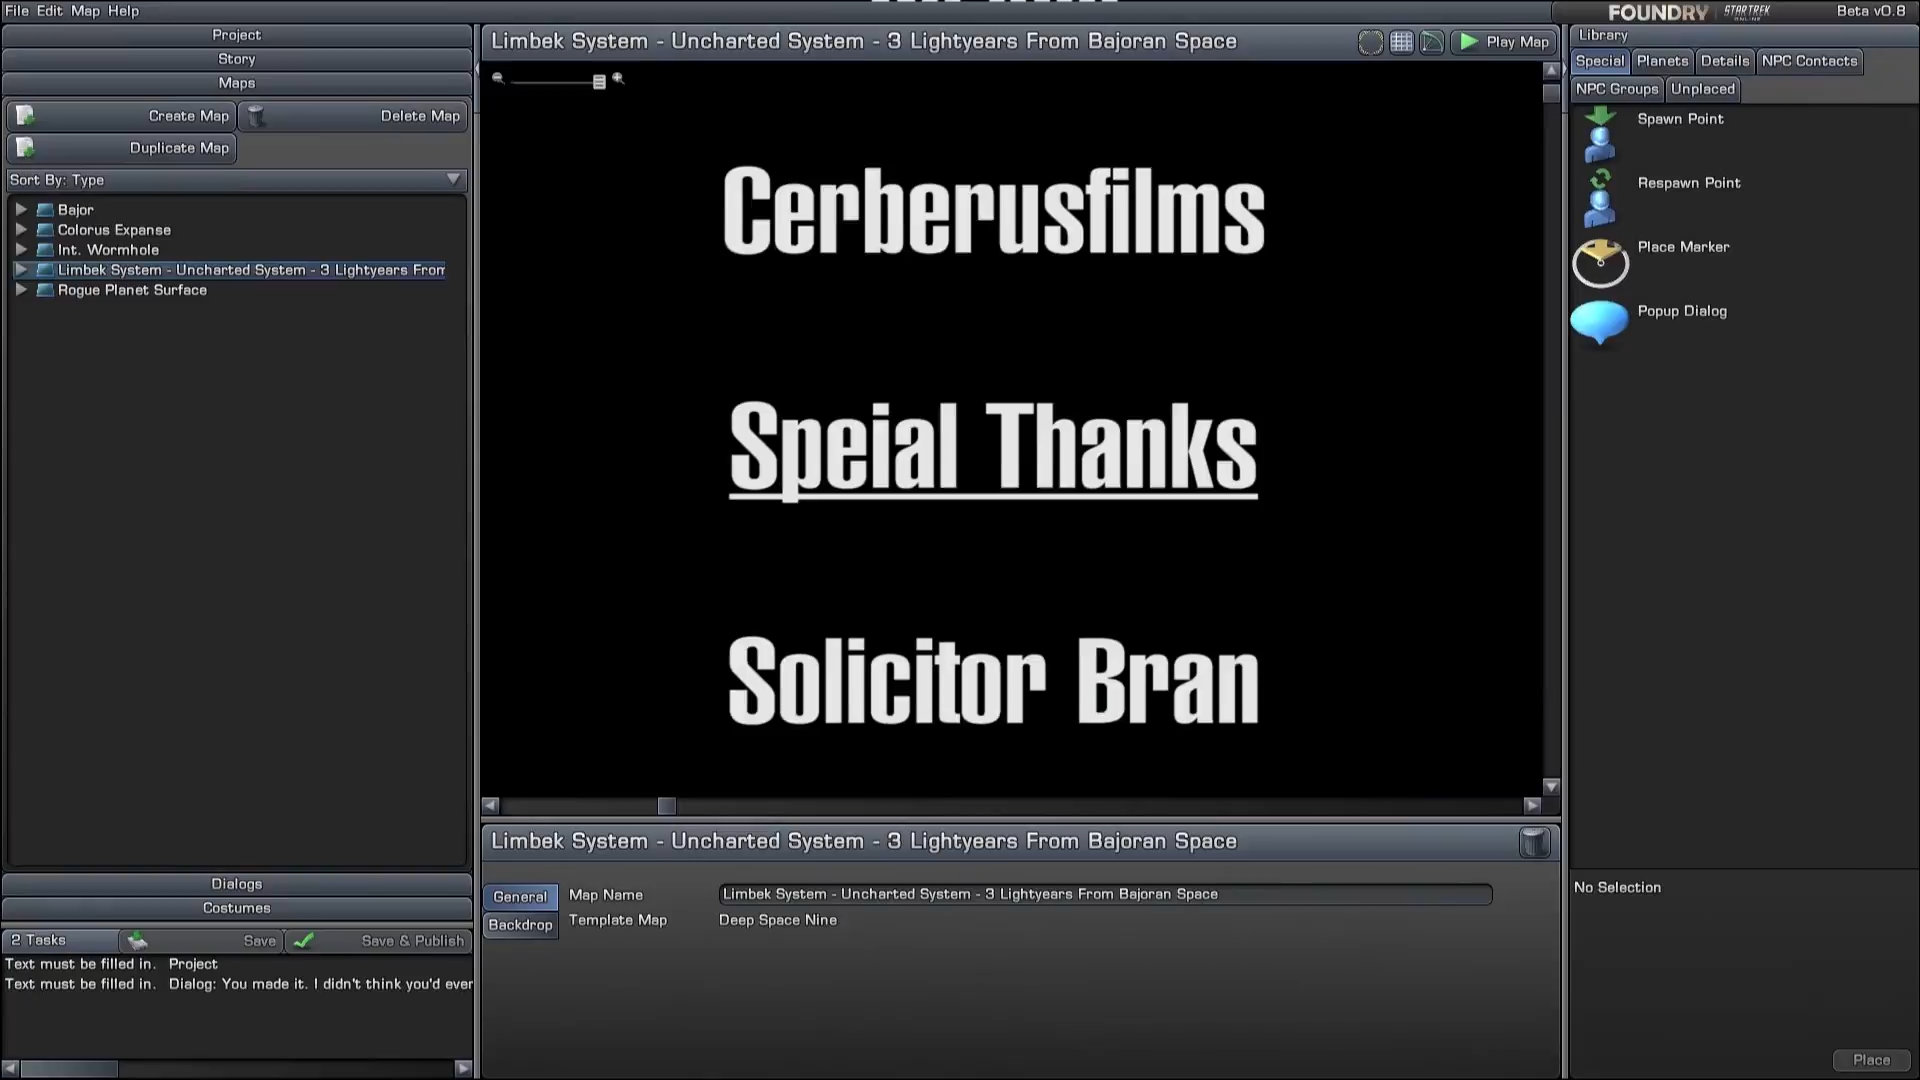 File Edit Map Help
FOUNDRY STAR TREK ONLINE Beta v0.8
Project
Story
Maps
Create Map Delete Map
Duplicate Map
Sort By: Type
Bajor
Colorus Expanse
Int. Wormhole
Limbek System - Uncharted System - 3 Lightyears From
Rogue Planet Surface
Dialogs
Costumes
2 Tasks Save Save & Publish
Text must be filled in. Project
Text must be filled in. Dialog: You made it. I didn't think you'd ever
Limbek System - Uncharted System - 3 Lightyears From Bajoran Space
Play Map
Cerberusfilms
Speial Thanks
Solicitor Bran
Limbek System - Uncharted System - 3 Lightyears From Bajoran Space
General
Backdrop
Map Name Limbek System - Uncharted System - 3 Lightyears From Bajoran Space
Template Map Deep Space Nine
Library
Special Planets Details NPC Contacts
NPC Groups Unplaced
Spawn Point
Respawn Point
Place Marker
Popup Dialog
No Selection
Place